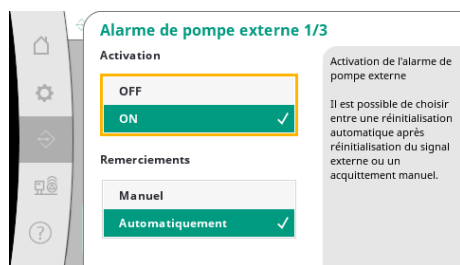 Alarme de pompe externe 1/3
Activation
OFF
ON
Remerciements
Manuel
Automatiquement
Activation de l'alarme de
pompe externe
Il est possible de choisir
entre une réinitialisation
automatique après
réinitialisation du signal
externe ou un
acquittement manuel.